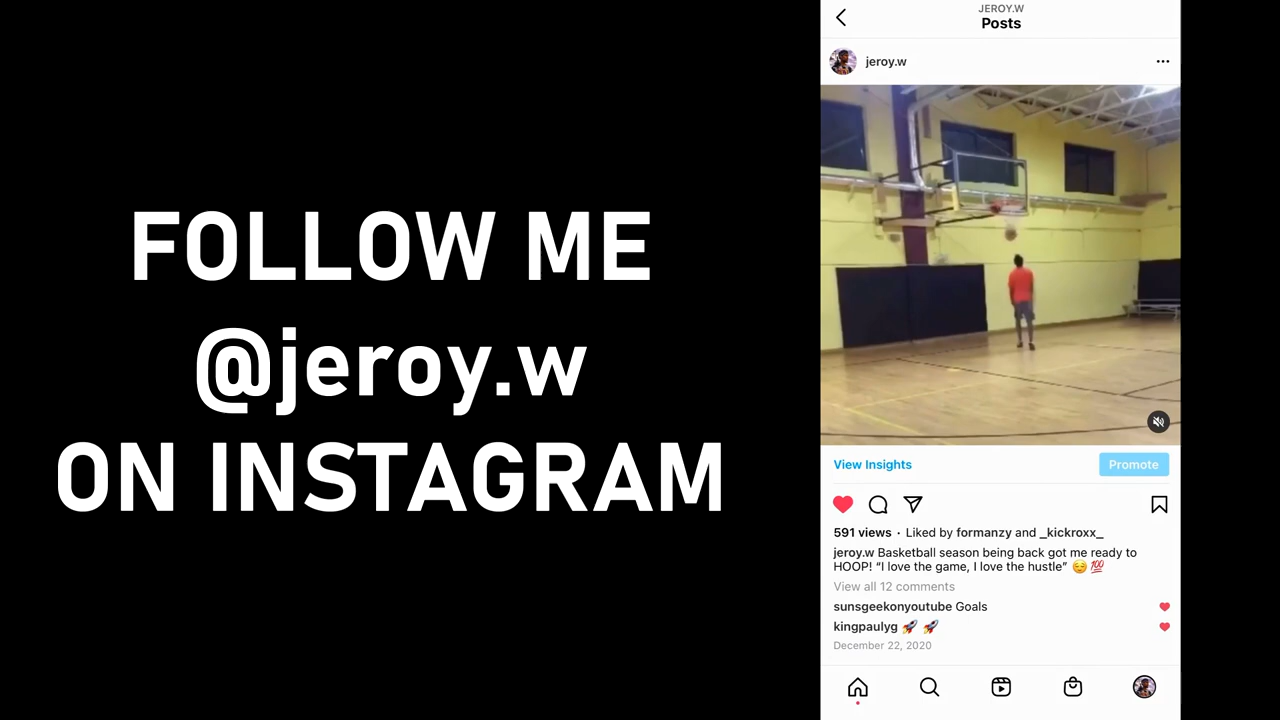 FOLLOW ME
@jeroy.w
ON INSTAGRAM
JEROY.W
Posts
jeroy.w
View Insights
Promote
591 views · Liked by formanzy and _kickroxx_
jeroy.w Basketball season being back got me ready to
HOOP! “I love the game, I love the hustle” 😌💯
View all 12 comments
sunsgeekonyoutube Goals
kingpaulyg 🚀 🚀
December 22, 2020